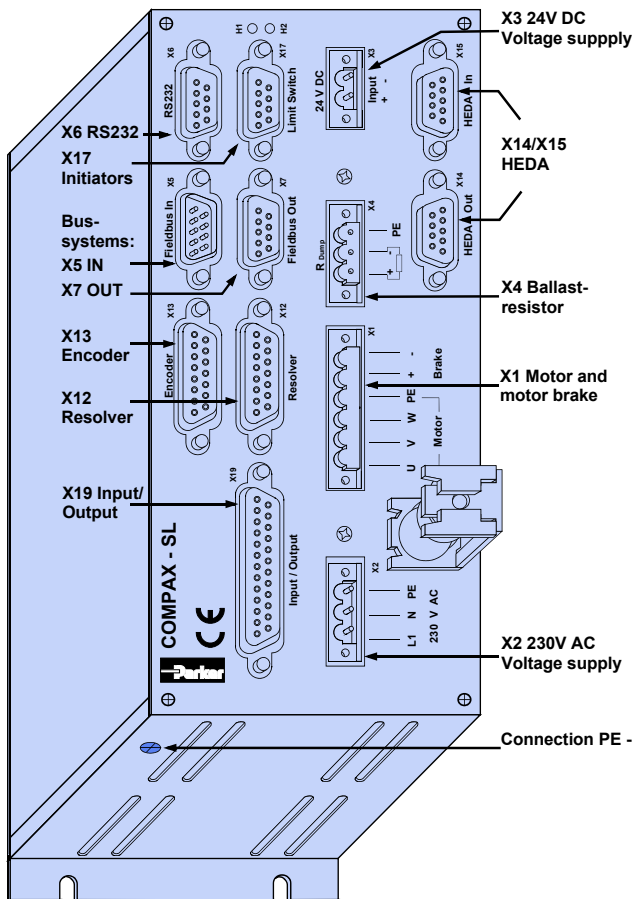 X3 24V DC
Voltage suppply
H1 H2
X6
RS232
X17
Limit Switch
X3
24 V DC
Input
+ -
X15
HEDA In
X6 RS232
X17
Initiators
X14/X15
HEDA
X5
Fieldbus In
X7
Fieldbus Out
X4
R Dump
PE
-
+
X14
HEDA Out
Bus-
systems:
X5 IN
X7 OUT
X4 Ballast-
resistor
X13
Encoder
X13
Encoder
X12
Resolver
X1
-
+
Brake
PE
W
V
U
Motor
X1 Motor and
motor brake
X12
Resolver
X19 Input/
Output
X19
Input / Output
COMPAX - SL
CE
Parker
X2
PE
N
L1
230 V AC
X2 230V AC
Voltage supply
Connection PE -